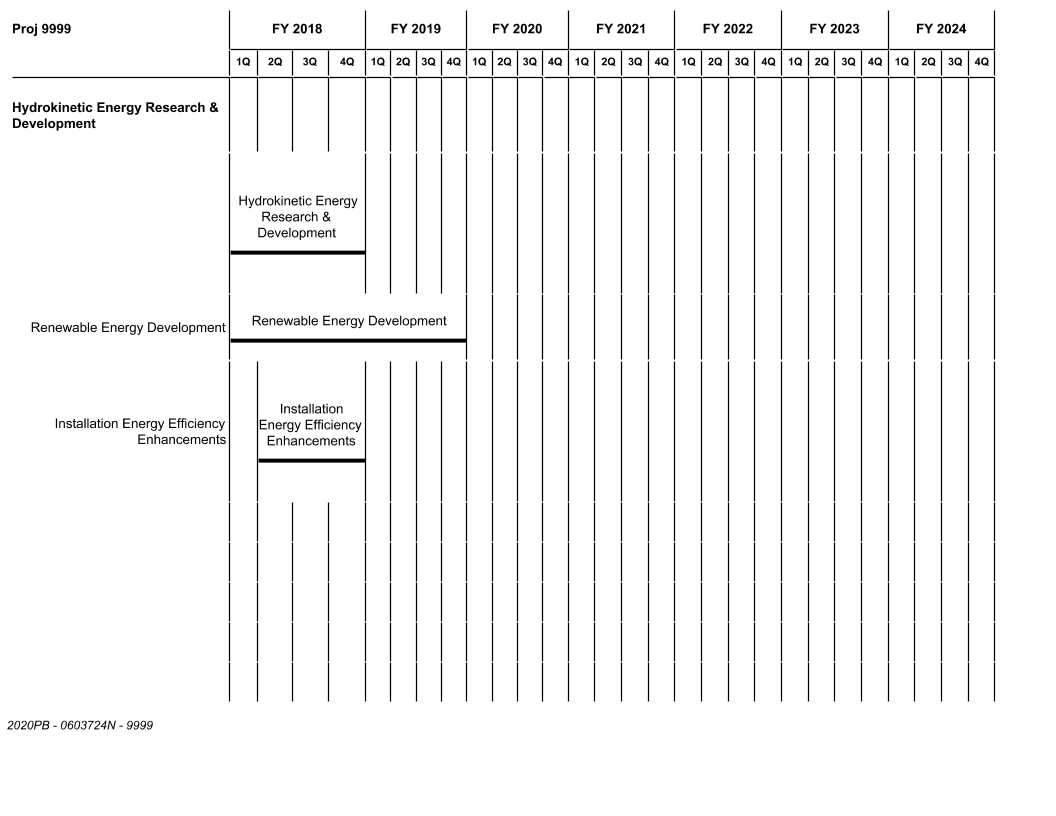 Proj 9999 FY 2018 FY 2019 FY 2020 FY 2021 FY 2022 FY 2023 FY 2024
1Q 2Q 3Q 4Q 1Q 2Q 3Q 4Q 1Q 2Q 3Q 4Q 1Q 2Q 3Q 4Q 1Q 2Q 3Q 4Q 1Q 2Q 3Q 4Q 1Q 2Q 3Q 4Q
Hydrokinetic Energy Research &
Development
Hydrokinetic Energy
Research &
Development
Renewable Energy Development
Renewable Energy Development
Installation Energy Efficiency
Enhancements
Installation
Energy Efficiency
Enhancements
2020PB - 0603724N - 9999